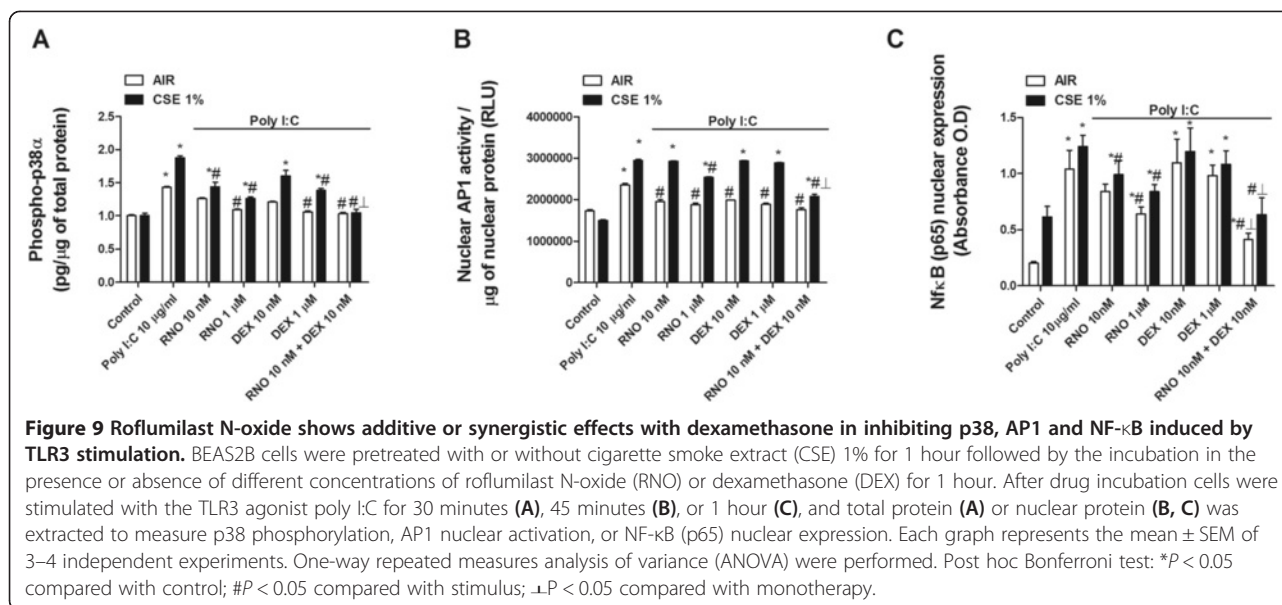 A
AIR
CSE 1%
Poly I:C
Phospho-p38α
(pg/μg of total protein)
2.5
2.0
1.5
1.0
0.5
0.0
* * *# # *# * # *# # #⊥
Control
Poly I:C 10 μg/ml
RNO 10 nM
RNO 1 μM
DEX 10 nM
DEX 1 μM
RNO 10 nM + DEX 10 nM
B
AIR
CSE 1%
Poly I:C
Nuclear AP1 activity /
μg of nuclear protein (RLU)
4000000
3000000
2000000
1000000
0
* * # * # *# # * # * # *#⊥
Control
Poly I:C 10 μg/ml
RNO 10 nM
RNO 1 μM
DEX 10 nM
DEX 1 μM
RNO 10 nM + DEX 10 nM
C
AIR
CSE 1%
Poly I:C
NfκB (p65) nuclear expression
(Absorbance O.D)
1.5
1.0
0.5
0.0
* * *# *# *# * * * * *#⊥ #⊥
Control
Poly I:C 10 μg/ml
RNO 10nM
RNO 1μM
DEX 10nM
DEX 1μM
RNO 10nM + DEX 10nM
Figure 9 Roflumilast N-oxide shows additive or synergistic effects with dexamethasone in inhibiting p38, AP1 and NF-κB induced by
TLR3 stimulation. BEAS2B cells were pretreated with or without cigarette smoke extract (CSE) 1% for 1 hour followed by the incubation in the
presence or absence of different concentrations of roflumilast N-oxide (RNO) or dexamethasone (DEX) for 1 hour. After drug incubation cells were
stimulated with the TLR3 agonist poly I:C for 30 minutes (A), 45 minutes (B), or 1 hour (C), and total protein (A) or nuclear protein (B, C) was
extracted to measure p38 phosphorylation, AP1 nuclear activation, or NF-κB (p65) nuclear expression. Each graph represents the mean ± SEM of
3–4 independent experiments. One-way repeated measures analysis of variance (ANOVA) were performed. Post hoc Bonferroni test: *P < 0.05
compared with control; #P < 0.05 compared with stimulus; ⊥P < 0.05 compared with monotherapy.